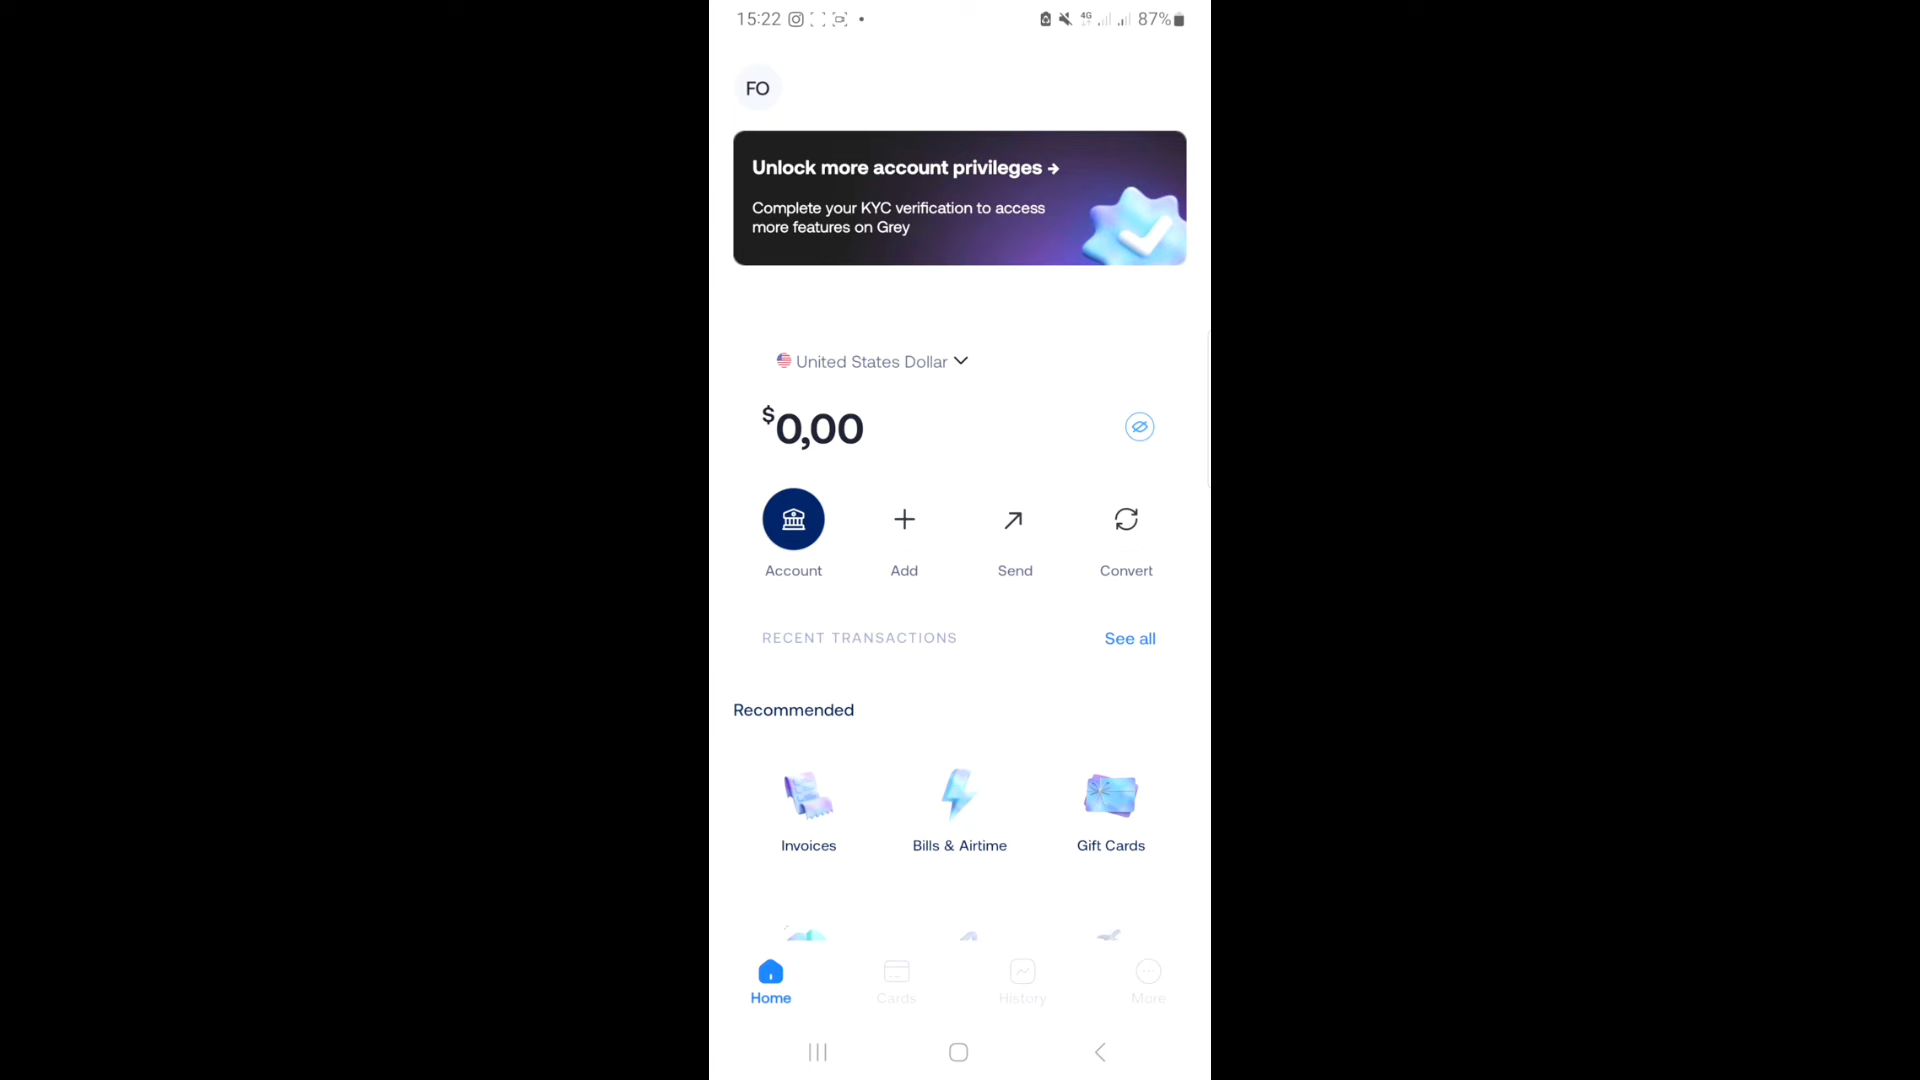 15:22 4G 87%
FO
Unlock more account privileges →
Complete your KYC verification to access
more features on Grey
United States Dollar
$0,00
Account Add Send Convert
RECENT TRANSACTIONS See all
Recommended
Invoices Bills & Airtime Gift Cards
Home Cards History More